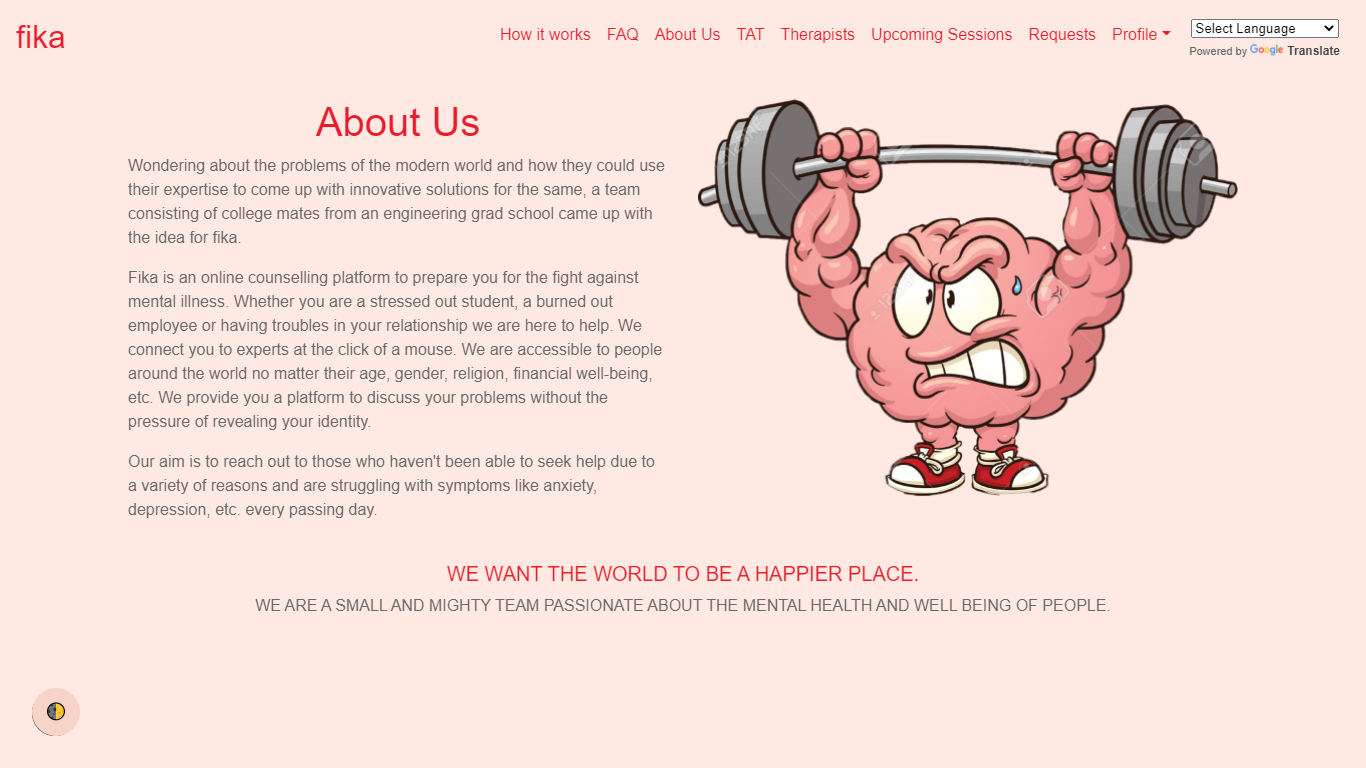 fika
How it works FAQ About Us TAT Therapists Upcoming Sessions Requests Profile
Select Language
Powered by Google Translate
About Us
Wondering about the problems of the modern world and how they could use
their expertise to come up with innovative solutions for the same, a team
consisting of college mates from an engineering grad school came up with
the idea for fika.
Fika is an online counselling platform to prepare you for the fight against
mental illness. Whether you are a stressed out student, a burned out
employee or having troubles in your relationship we are here to help. We
connect you to experts at the click of a mouse. We are accessible to people
around the world no matter their age, gender, religion, financial well-being,
etc. We provide you a platform to discuss your problems without the
pressure of revealing your identity.
Our aim is to reach out to those who haven't been able to seek help due to
a variety of reasons and are struggling with symptoms like anxiety,
depression, etc. every passing day.
WE WANT THE WORLD TO BE A HAPPIER PLACE.
WE ARE A SMALL AND MIGHTY TEAM PASSIONATE ABOUT THE MENTAL HEALTH AND WELL BEING OF PEOPLE.